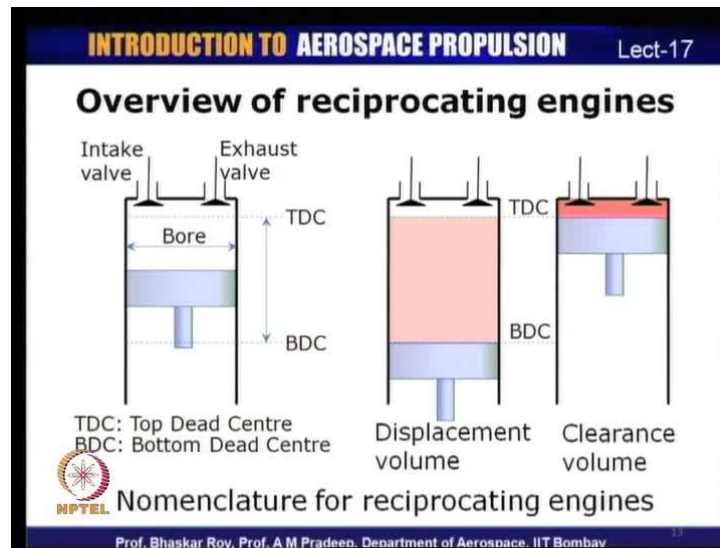 INTRODUCTION TO AEROSPACE PROPULSION
Lect-17
Overview of reciprocating engines
Intake
valve
Exhaust
valve
TDC
Bore
BDC
TDC
BDC
TDC: Top Dead Centre
BDC: Bottom Dead Centre
Displacement
volume
Clearance
volume
NPTEL
Nomenclature for reciprocating engines
Prof. Bhaskar Roy, Prof. A M Pradeep, Department of Aerospace, IIT Bombay
13